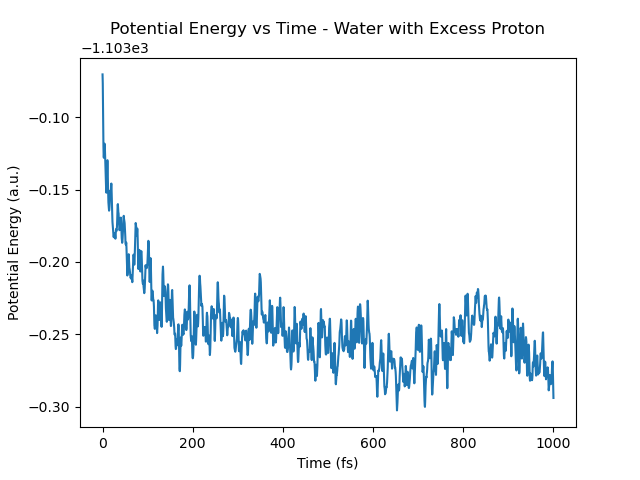 Potential Energy vs Time - Water with Excess Proton
−1.103e3
−0.10
−0.15
−0.20
−0.25
−0.30
Potential Energy (a.u.)
0 200 400 600 800 1000
Time (fs)